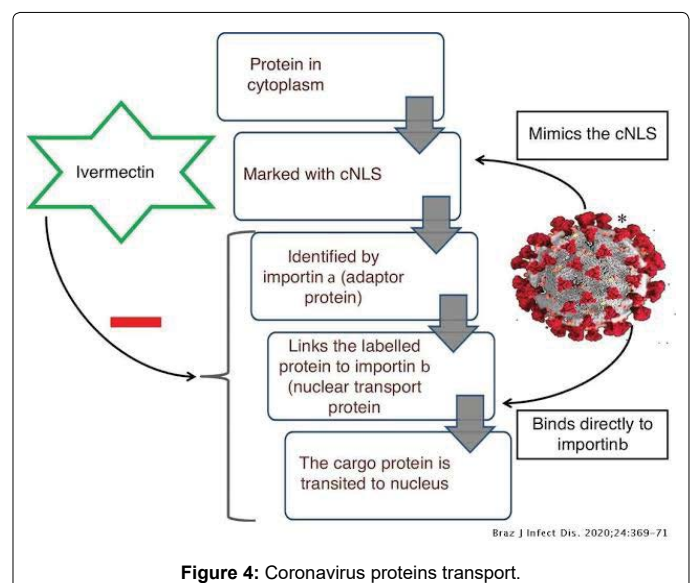 Protein in
cytoplasm
Ivermectin
Mimics the cNLS
Marked with cNLS
*
Identified by
importin a (adaptor
protein)
Links the labelled
protein to importin b
(nuclear transport
protein
Binds directly to
importinb
The cargo protein is
transited to nucleus
Braz J Infect Dis. 2020;24:369–71
Figure 4: Coronavirus proteins transport.